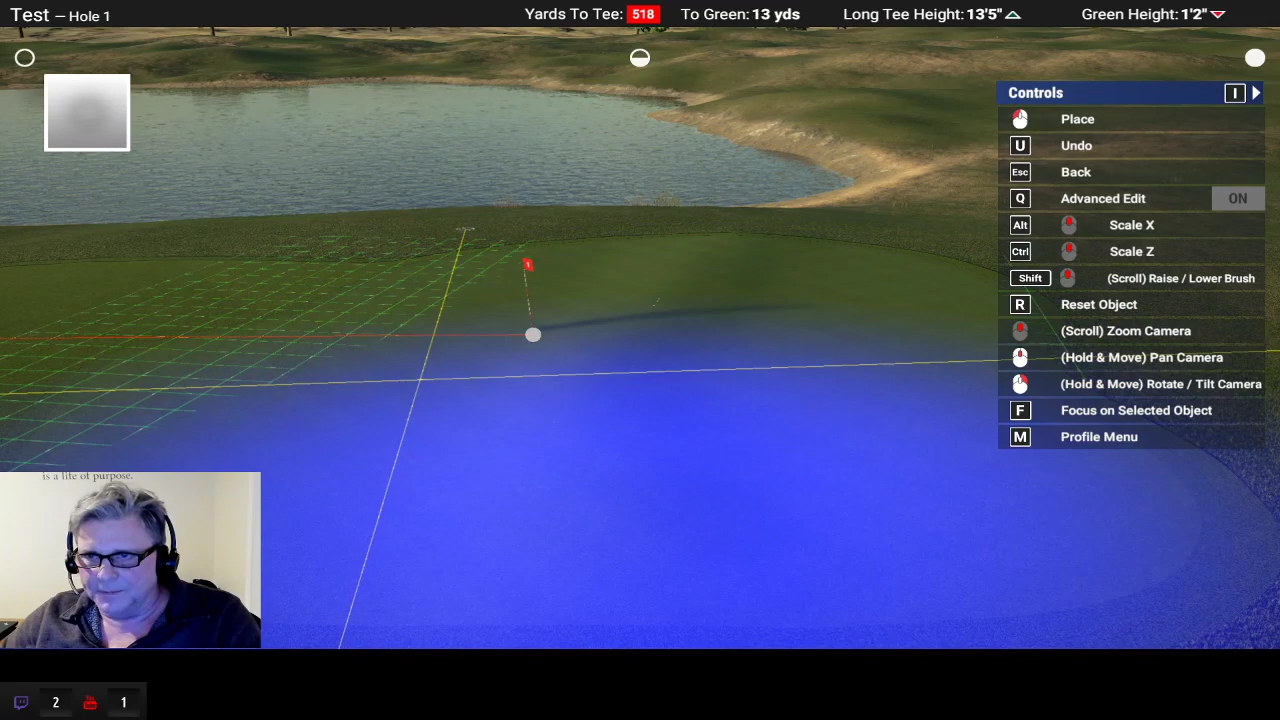 Test – Hole 1
Yards To Tee: 518 To Green: 13 yds Long Tee Height: 13'5" Green Height: 1'2"
Controls I
Place
U Undo
Esc Back
Q Advanced Edit ON
Alt Scale X
Ctrl Scale Z
Shift (Scroll) Raise / Lower Brush
R Reset Object
(Scroll) Zoom Camera
(Hold & Move) Pan Camera
(Hold & Move) Rotate / Tilt Camera
F Focus on Selected Object
M Profile Menu
1
is a life of purpose.
2 You Tube 1